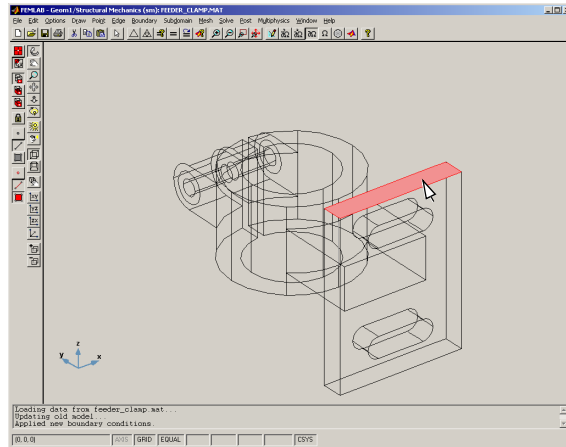 FEMLAB - Geom1/Structural Mechanics (sm): FEEDER_CLAMP.MAT
File Edit Options Draw Point Edge Boundary Subdomain Mesh Solve Post Multiphysics Window Help
z
y
x
Loading data from feeder_clamp.mat...
Updating old model...
Applied new boundary conditions.
(0, 0, 0) AXIS GRID EQUAL CSYS